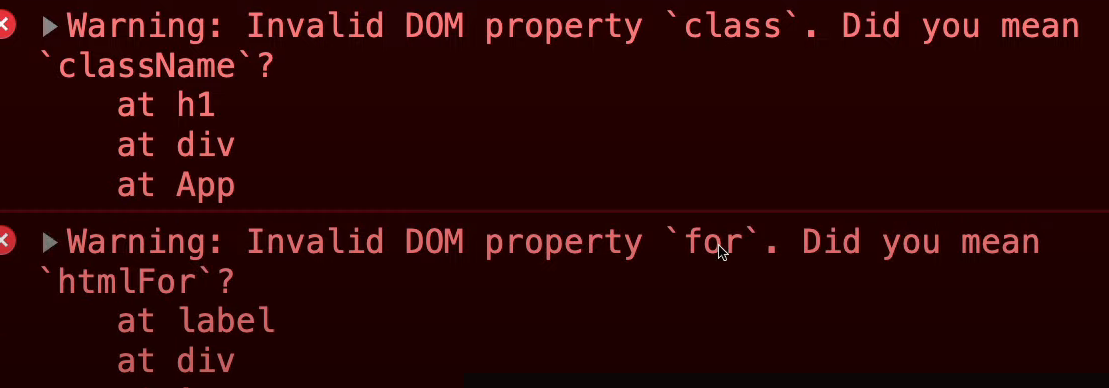 Warning: Invalid DOM property `class`. Did you mean
`className`?
at h1
at div
at App
Warning: Invalid DOM property `for`. Did you mean
`htmlFor`?
at label
at div